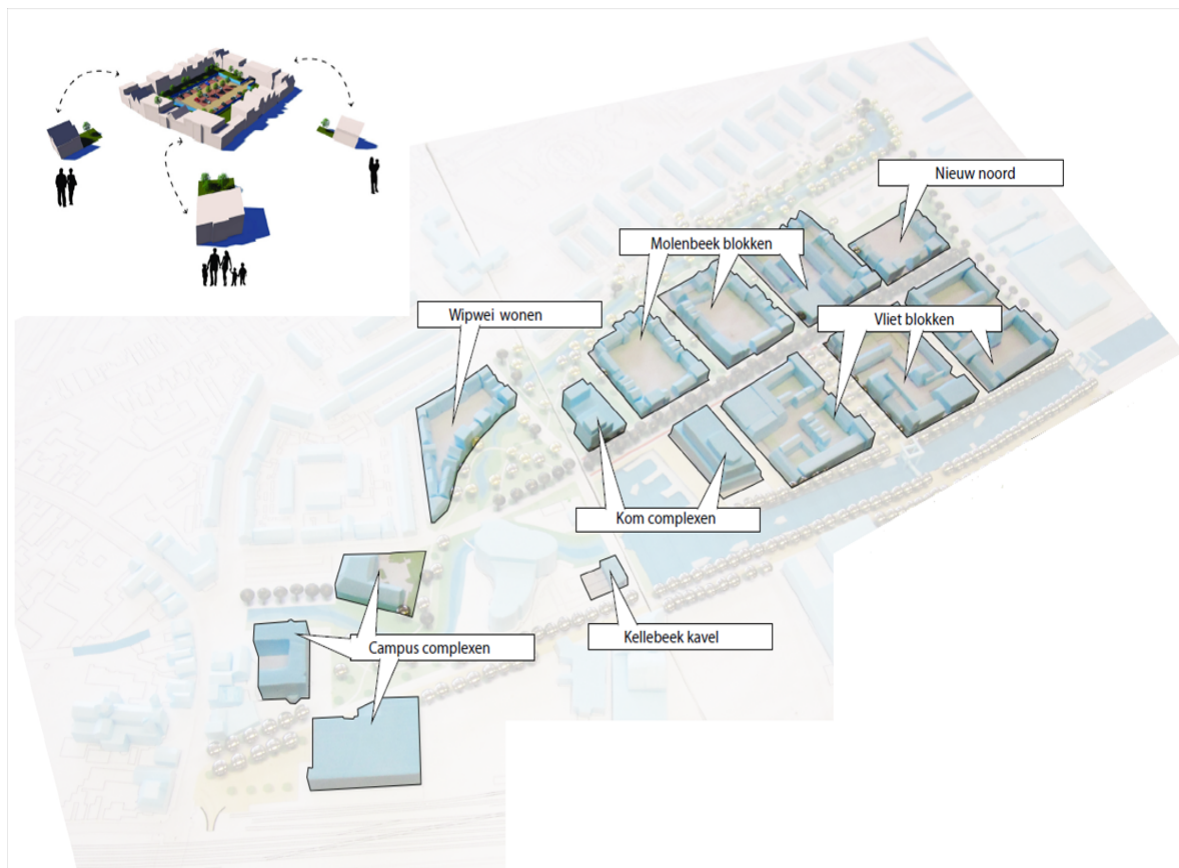 Nieuw noord
Molenbeek blokken
Wipwei wonen
Vliet blokken
Kom complexen
Kellebeek kavel
Campus complexen